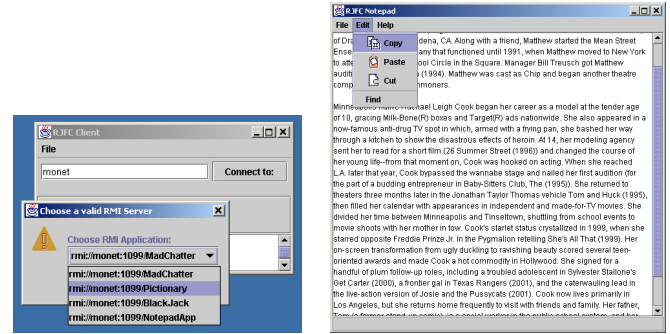 RJFC Client
File
monet
Connect to:
Choose a valid RMI Server
Choose RMI Application:
rmi://monet:1099/MadChatter
rmi://monet:1099/MadChatter
rmi://monet:1099/Pictionary
rmi://monet:1099/BlackJack
rmi://monet:1099/NotepadApp
RJFC Notepad
File Edit Help
Copy
Paste
Cut
Find
of Dra dena, CA. Along with a friend, Matthew started the Mean Street
Ense any that functioned until 1991, when Matthew moved to New York
to atte ool Circle in the Square. Manager Bill Treusch got Matthew
auditi (1994). Matthew was cast as Chip and began another theatre
comp mmoners.
Minneapolis native Rachael Leigh Cook began her career as a model at the tender age
of 10, gracing Milk-Bone(R) boxes and Target(R) ads nationwide. She also appeared in a
now-famous anti-drug TV spot in which, armed with a frying pan, she bashed her way
through a kitchen to show the disastrous effects of heroin. At 14, her modeling agency
sent her to read for a short film (26 Summer Street (1996)) and changed the course of
her young life--from that moment on, Cook was hooked on acting. When she reached
L.A. later that year, Cook bypassed the wannabe stage and nailed her first audition (for
the part of a budding entrepreneur in Baby-Sitters Club, The (1995)). She returned to
theaters three months later in the Jonathan Taylor Thomas vehicle Tom and Huck (1995),
then filled her calendar with appearances in independent and made-for-TV movies. She
divided her time between Minneapolis and Tinseltown, shuttling from school events to
movie shoots with her mother in tow. Cook's starlet status crystallized in 1999, when she
starred opposite Freddie Prinze Jr. in the Pygmalion retelling She's All That (1999). Her
on-screen transformation from ugly duckling to ravishing beauty scored several teen-
oriented awards and made Cook a hot commodity in Hollywood. She signed for a
handful of plum follow-up roles, including a troubled adolescent in Sylvester Stallone's
Get Carter (2000), a frontier gal in Texas Rangers (2001), and the caterwauling lead in
the live-action version of Josie and the Pussycats (2001). Cook now lives primarily in
Los Angeles, but she returns home frequently to visit with friends and family. Her father,